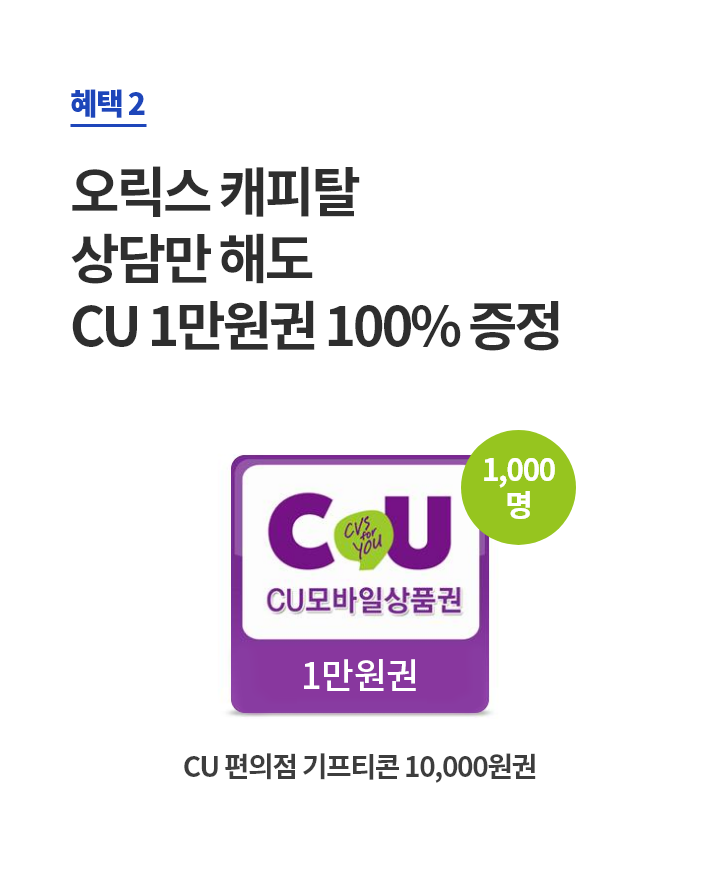 혜택 2
오릭스 캐피탈
상담만 해도
CU 1만원권 100% 증정
1,000
명
CU
CVS
for
YOU
CU모바일상품권
1만원권
CU 편의점 기프티콘 10,000원권